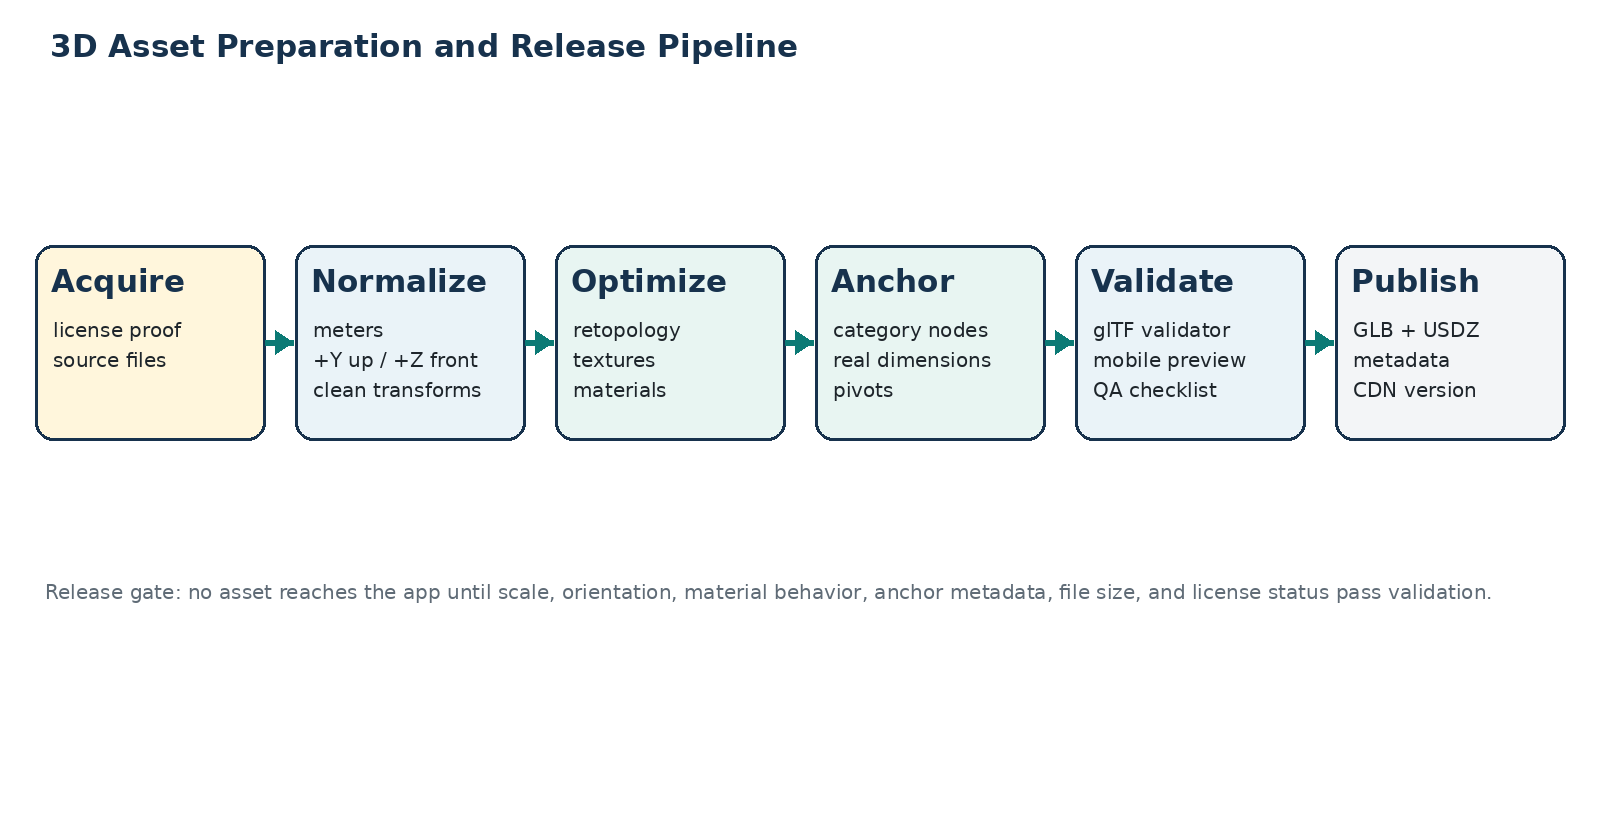 3D Asset Preparation and Release Pipeline
Acquire
license proof
source files
Normalize
meters
+Y up / +Z front
clean transforms
Optimize
retopology
textures
materials
Anchor
category nodes
real dimensions
pivots
Validate
glTF validator
mobile preview
QA checklist
Publish
GLB + USDZ
metadata
CDN version
Release gate: no asset reaches the app until scale, orientation, material behavior, anchor metadata, file size, and license status pass validation.